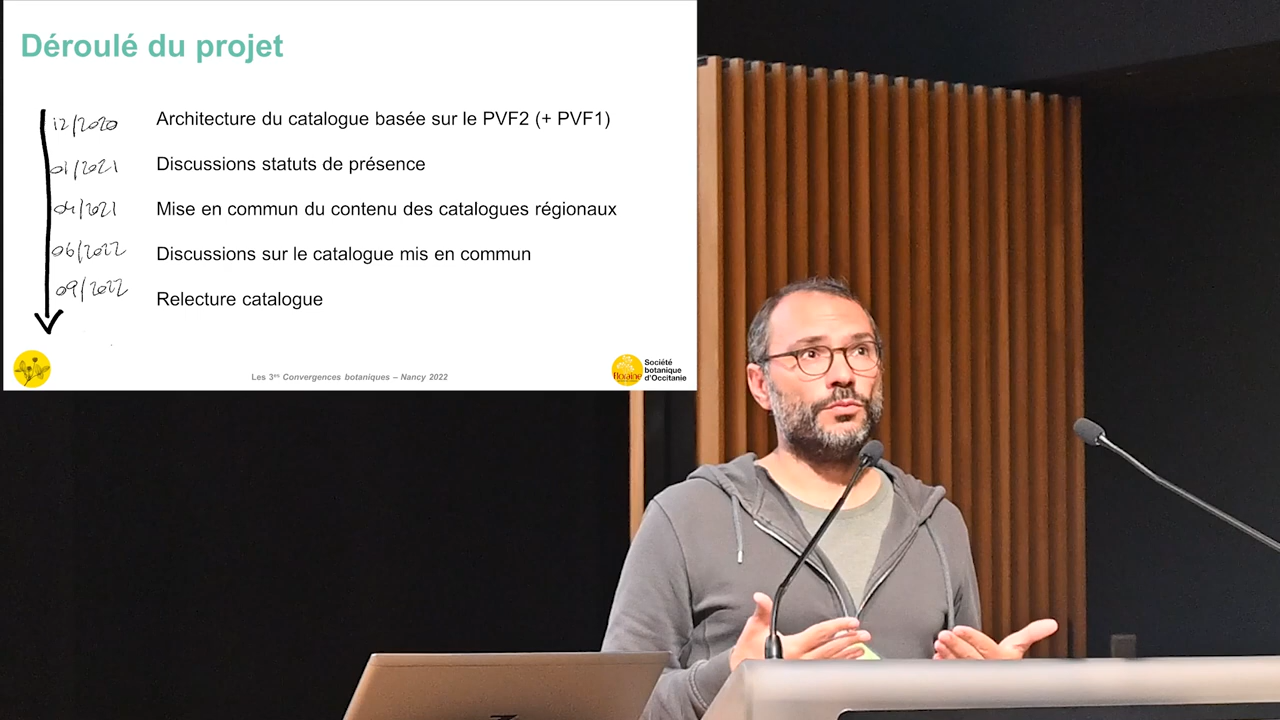 Déroulé du projet
12/2020 Architecture du catalogue basée sur le PVF2 (+ PVF1)
01/2021 Discussions statuts de présence
04/2021 Mise en commun du contenu des catalogues régionaux
06/2022 Discussions sur le catalogue mis en commun
09/2022 Relecture catalogue
Les 3es Convergences botaniques – Nancy 2022
floraine
Société
botanique
d'Occitanie